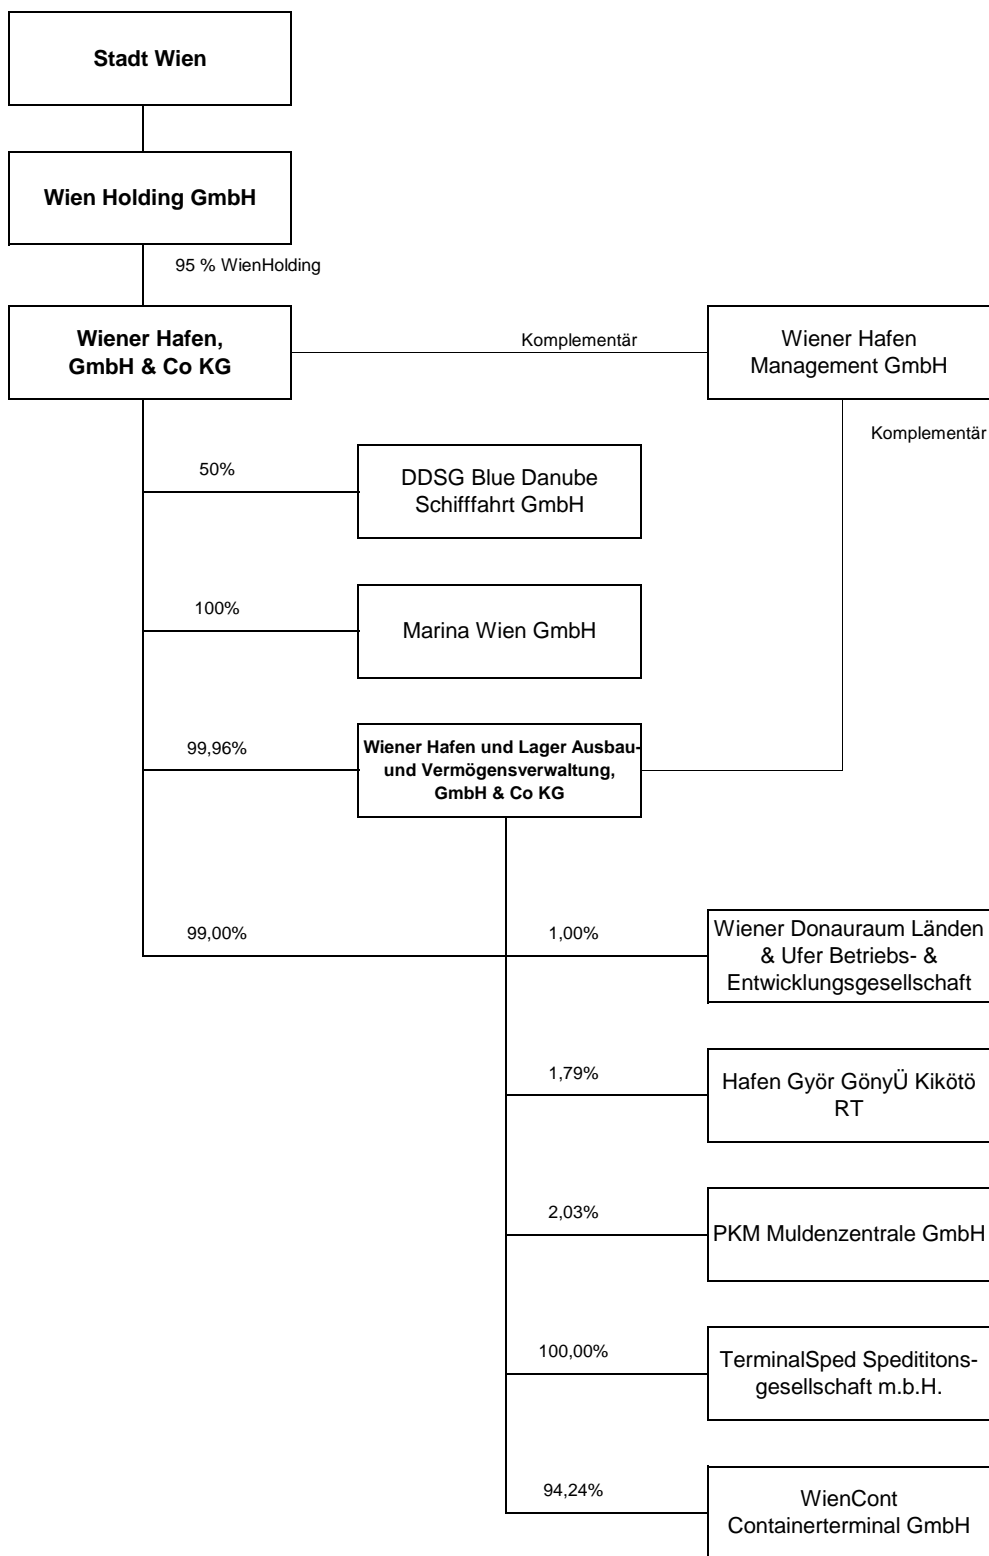 Stadt Wien
Wien Holding GmbH
95 % WienHolding
Wiener Hafen,
GmbH & Co KG
Komplementär
Wiener Hafen
Management GmbH
Komplementär
50%
DDSG Blue Danube
Schifffahrt GmbH
100%
Marina Wien GmbH
99,96%
Wiener Hafen und Lager Ausbau-
und Vermögensverwaltung,
GmbH & Co KG
99,00%
1,00%
Wiener Donauraum Länden
& Ufer Betriebs- &
Entwicklungsgesellschaft
1,79%
Hafen Györ GönyÜ Kikötö
RT
2,03%
PKM Muldenzentrale GmbH
100,00%
TerminalSped Spedititons-
gesellschaft m.b.H.
94,24%
WienCont
Containerterminal GmbH